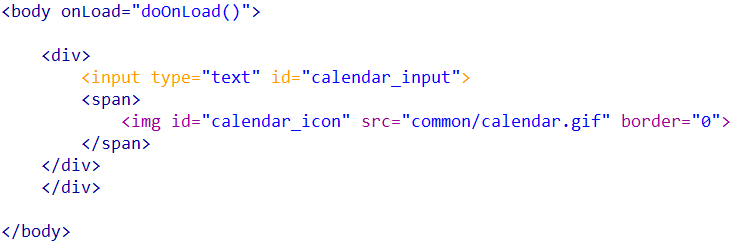 <body onLoad="doOnLoad()">
<div>
<input type="text" id="calendar_input">
<span>
<img id="calendar_icon" src="common/calendar.gif" border="0">
</span>
</div>
</div>
</body>